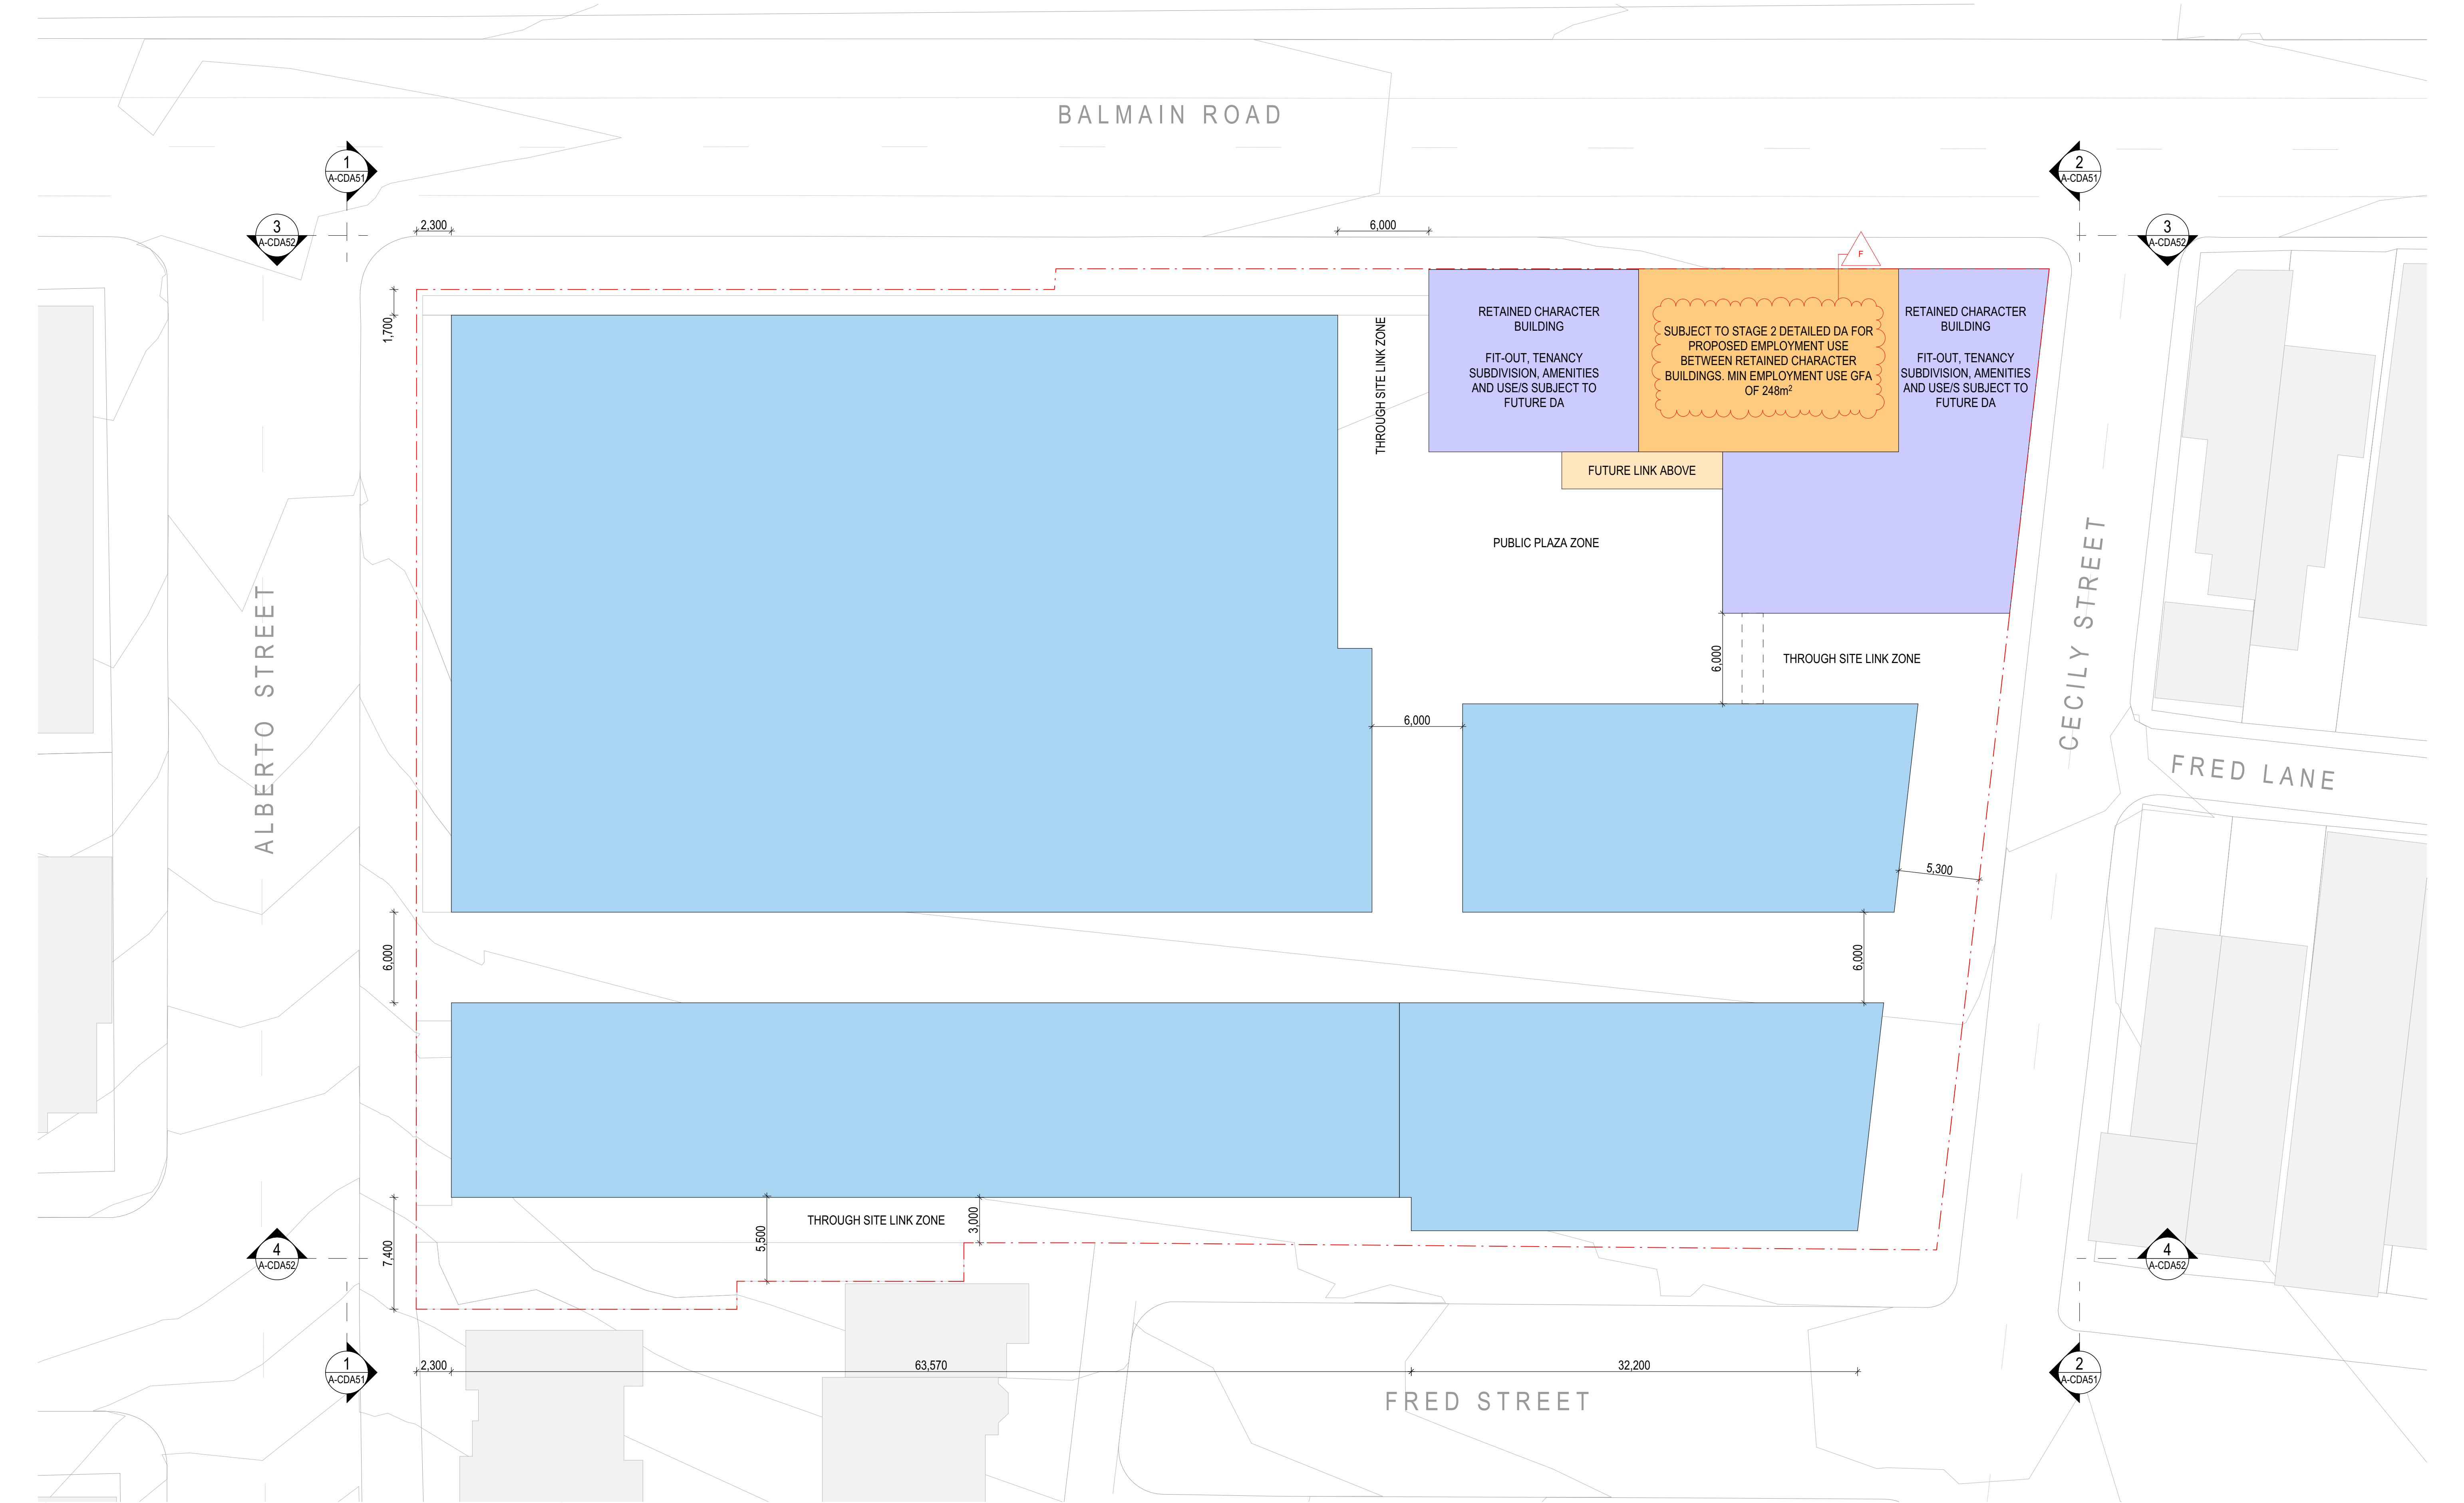 BALMAIN ROAD
1
A-CDA51
2
A-CDA51
3
A-CDA52
3
A-CDA52
2,300
6,000
F
1,700
THROUGH SITE LINK ZONE
RETAINED CHARACTER
BUILDING
FIT-OUT, TENANCY
SUBDIVISION, AMENITIES
AND USE/S SUBJECT TO
FUTURE DA
SUBJECT TO STAGE 2 DETAILED DA FOR
PROPOSED EMPLOYMENT USE
BETWEEN RETAINED CHARACTER
BUILDINGS. MIN EMPLOYMENT USE GFA
OF 248m²
RETAINED CHARACTER
BUILDING
FIT-OUT, TENANCY
SUBDIVISION, AMENITIES
AND USE/S SUBJECT TO
FUTURE DA
FUTURE LINK ABOVE
PUBLIC PLAZA ZONE
ALBERTO STREET
CECILY STREET
6,000
THROUGH SITE LINK ZONE
6,000
FRED LANE
5,300
6,000
6,000
7,400
5,500
THROUGH SITE LINK ZONE
3,000
4
A-CDA52
4
A-CDA52
1
A-CDA51
2,300
63,570
32,200
2
A-CDA51
FRED STREET